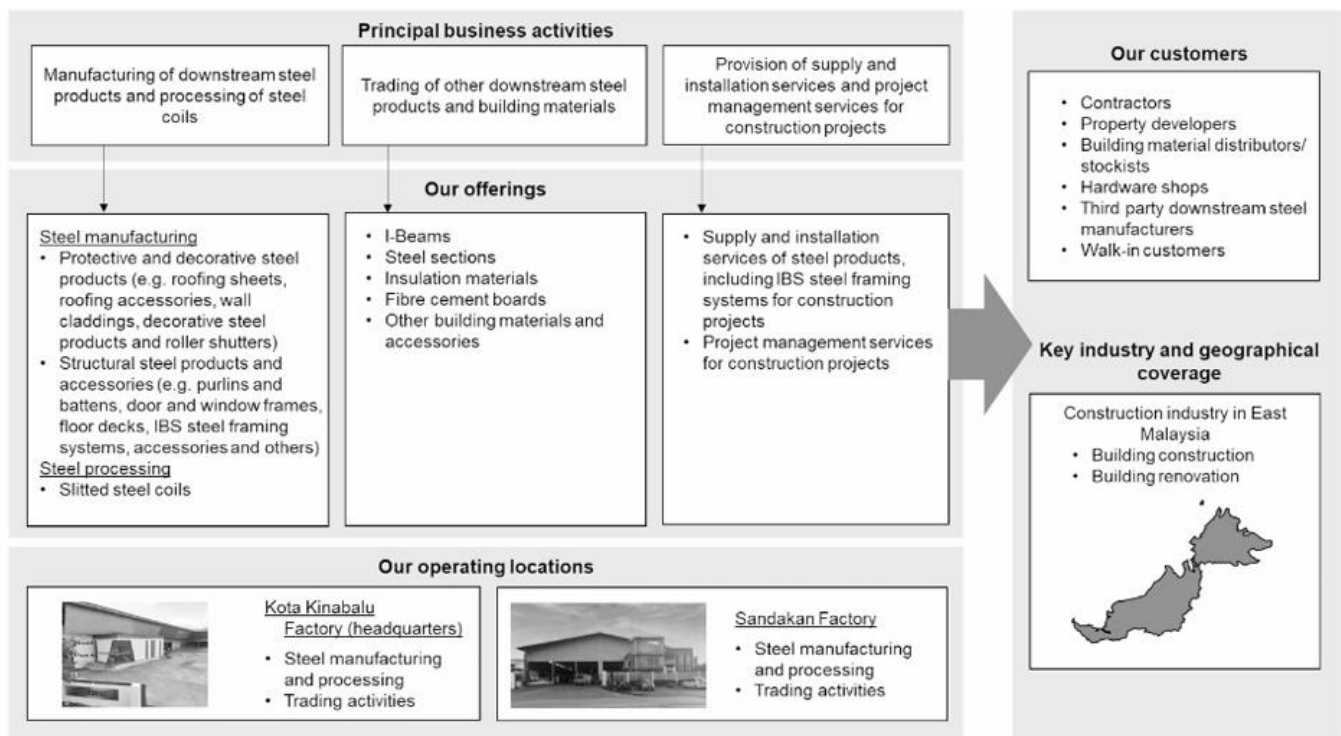 Principal business activities
Manufacturing of downstream steel
products and processing of steel
coils
Trading of other downstream steel
products and building materials
Provision of supply and
installation services and project
management services for
construction projects
Our offerings
Steel manufacturing
• Protective and decorative steel
products (e.g. roofing sheets,
roofing accessories, wall
claddings, decorative steel
products and roller shutters)
• Structural steel products and
accessories (e.g. purlins and
battens, door and window frames,
floor decks, IBS steel framing
systems, accessories and others)
Steel processing
• Slitted steel coils
• I-Beams
• Steel sections
• Insulation materials
• Fibre cement boards
• Other building materials and
accessories
• Supply and installation
services of steel products,
including IBS steel framing
systems for construction
projects
• Project management services
for construction projects
Our operating locations
Kota Kinabalu
Factory (headquarters)
• Steel manufacturing
and processing
• Trading activities
Sandakan Factory
• Steel manufacturing
and processing
• Trading activities
Our customers
• Contractors
• Property developers
• Building material distributors/
stockists
• Hardware shops
• Third party downstream steel
manufacturers
• Walk-in customers
Key industry and geographical
coverage
Construction industry in East
Malaysia
• Building construction
• Building renovation